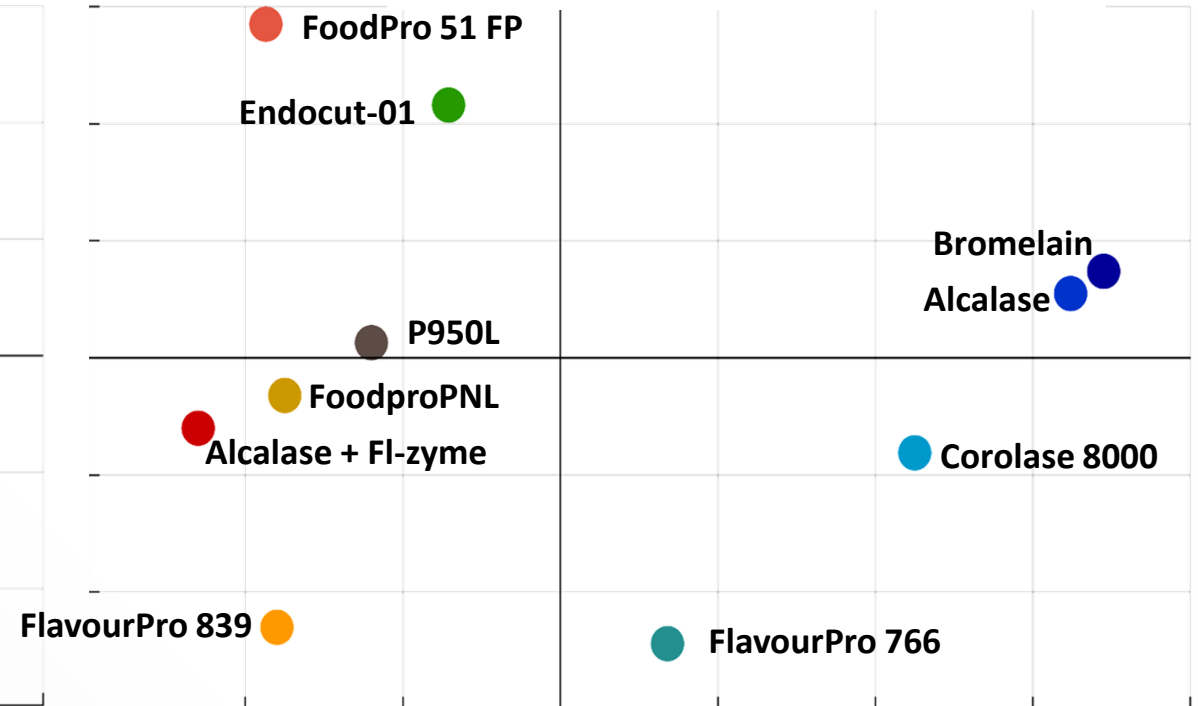 FoodPro 51 FP
Endocut-01
Bromelain
Alcalase
P950L
FoodproPNL
Alcalase + Fl-zyme
Corolase 8000
FlavourPro 839
FlavourPro 766